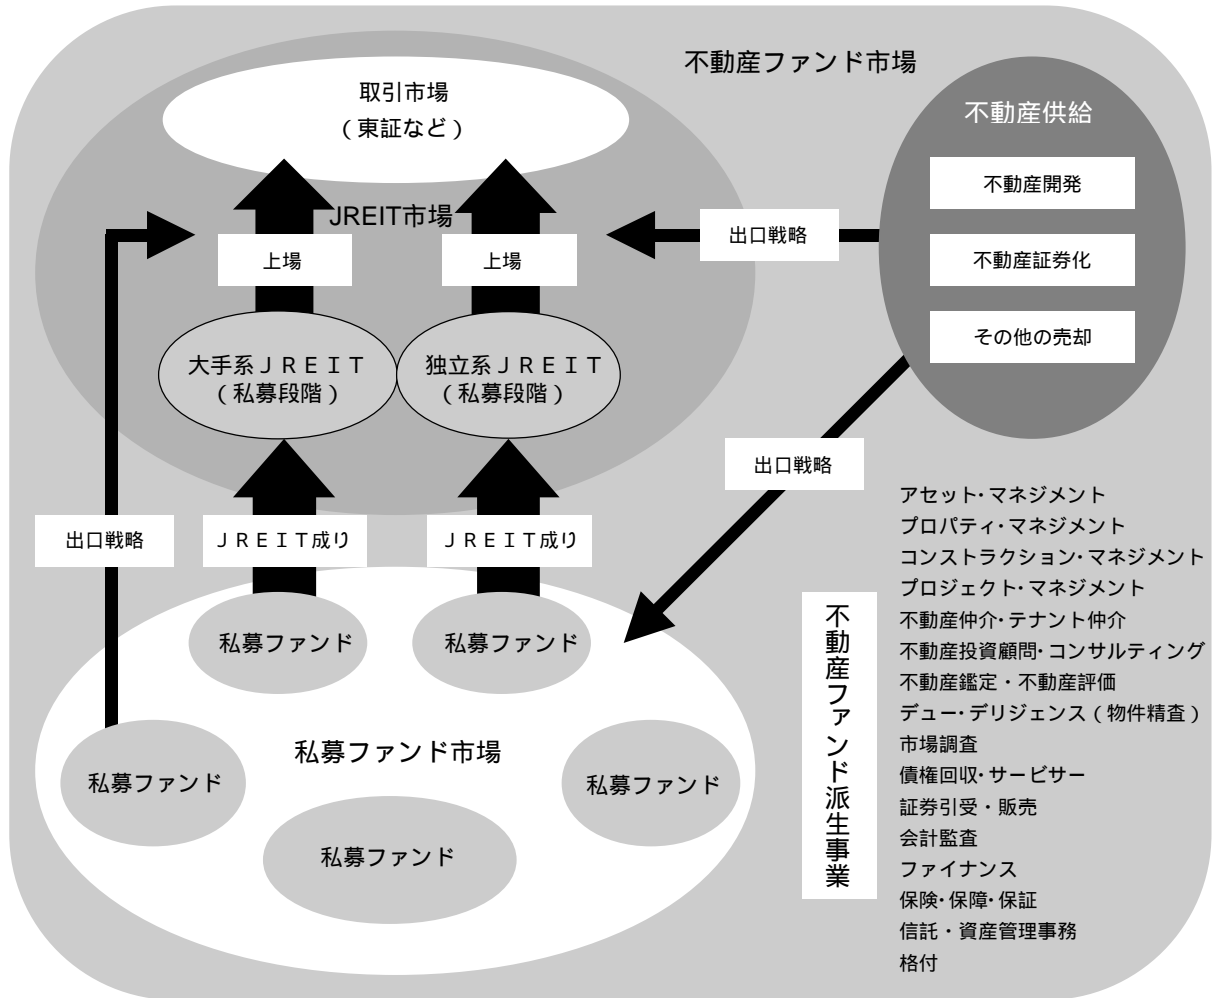 不動産ファンド市場
取引市場
（東証など）
不動産供給
不動産開発
不動産証券化
その他の売却
JREIT市場
上場
上場
出口戦略
大手系ＪＲＥＩＴ
（私募段階）
独立系ＪＲＥＩＴ
（私募段階）
出口戦略
出口戦略
ＪＲＥＩＴ成り
ＪＲＥＩＴ成り
私募ファンド
私募ファンド
私募ファンド市場
私募ファンド
私募ファンド
私募ファンド
不動産ファンド派生事業
アセット・マネジメント
プロパティ・マネジメント
コンストラクション・マネジメント
プロジェクト・マネジメント
不動産仲介・テナント仲介
不動産投資顧問・コンサルティング
不動産鑑定・不動産評価
デュー・デリジェンス（物件精査）
市場調査
債権回収・サービサー
証券引受・販売
会計監査
ファイナンス
保険・保障・保証
信託・資産管理事務
格付